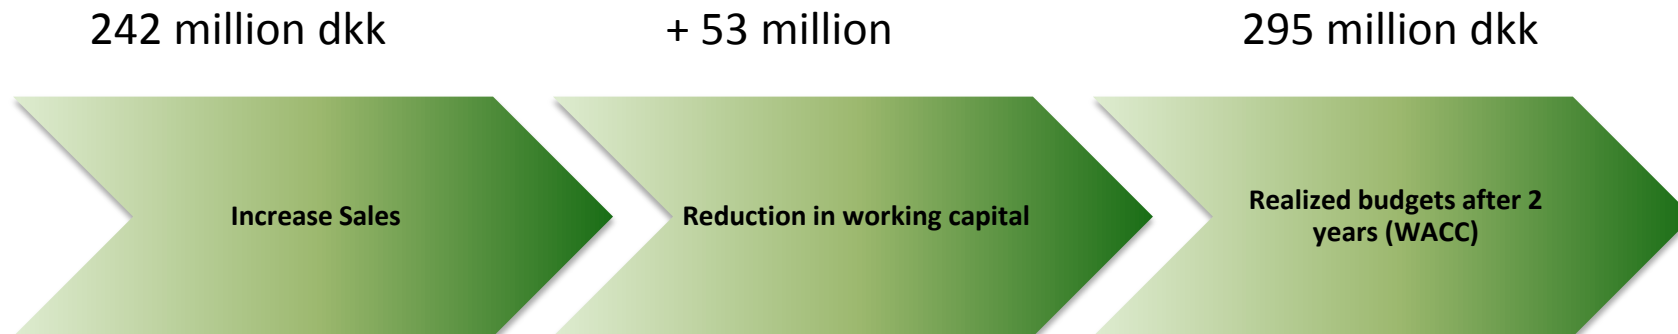 242 million dkk
+ 53 million
295 million dkk
Increase Sales
Reduction in working capital
Realized budgets after 2
years (WACC)